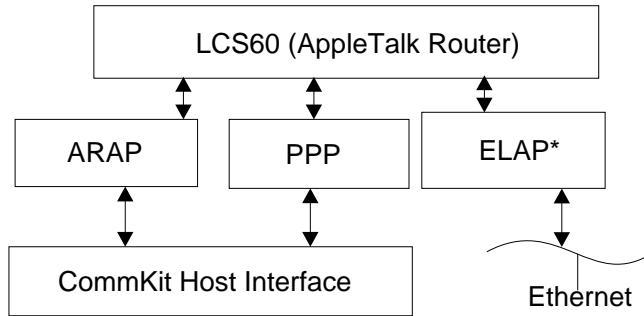 LCS60 (AppleTalk Router)
ARAP
PPP
ELAP*
CommKit Host Interface
Ethernet